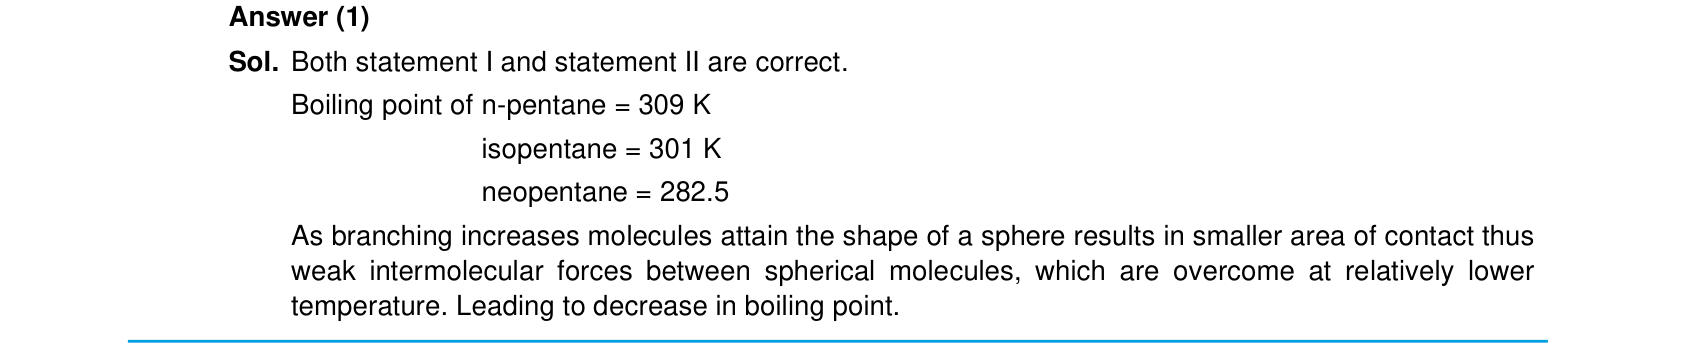 Answer (1)
Sol. Both statement I and statement II are correct.
Boiling point of n-pentane = 309 K
isopentane = 301 K
neopentane = 282.5
As branching increases molecules attain the shape of a sphere results in smaller area of contact thus
weak intermolecular forces between spherical molecules, which are overcome at relatively lower
temperature. Leading to decrease in boiling point.